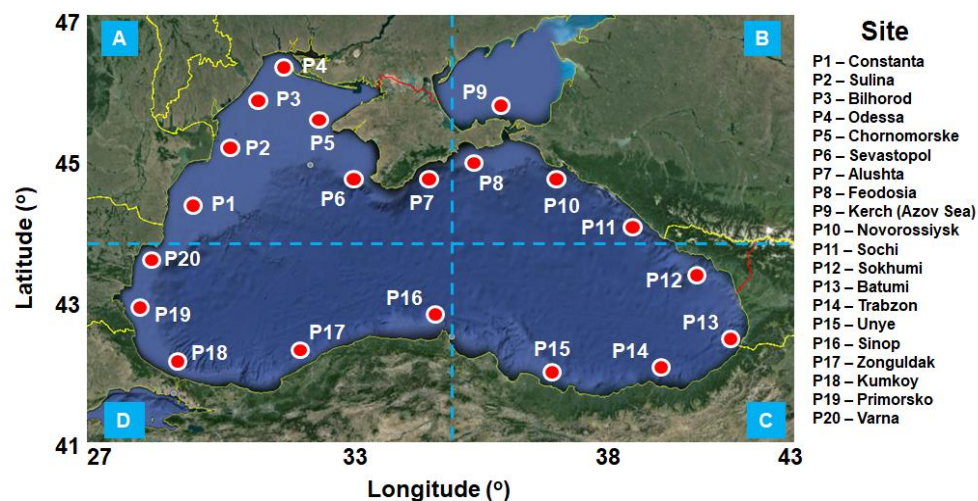 47
A
B
P4
P3
P9
P5
P2
45
P8
P6
P7
P10
P1
P11
P20
P12
43
P19
P16
P13
P17
P18
P15
P14
D
C
41
27
33
38
43
Latitude (º)
Longitude (º)
Site
P1 – Constanta
P2 – Sulina
P3 – Bilhorod
P4 – Odessa
P5 – Chornomorske
P6 – Sevastopol
P7 – Alushta
P8 – Feodosia
P9 – Kerch (Azov Sea)
P10 – Novorossiysk
P11 – Sochi
P12 – Sokhumi
P13 – Batumi
P14 – Trabzon
P15 – Unye
P16 – Sinop
P17 – Zonguldak
P18 – Kumkoy
P19 – Primorsko
P20 – Varna